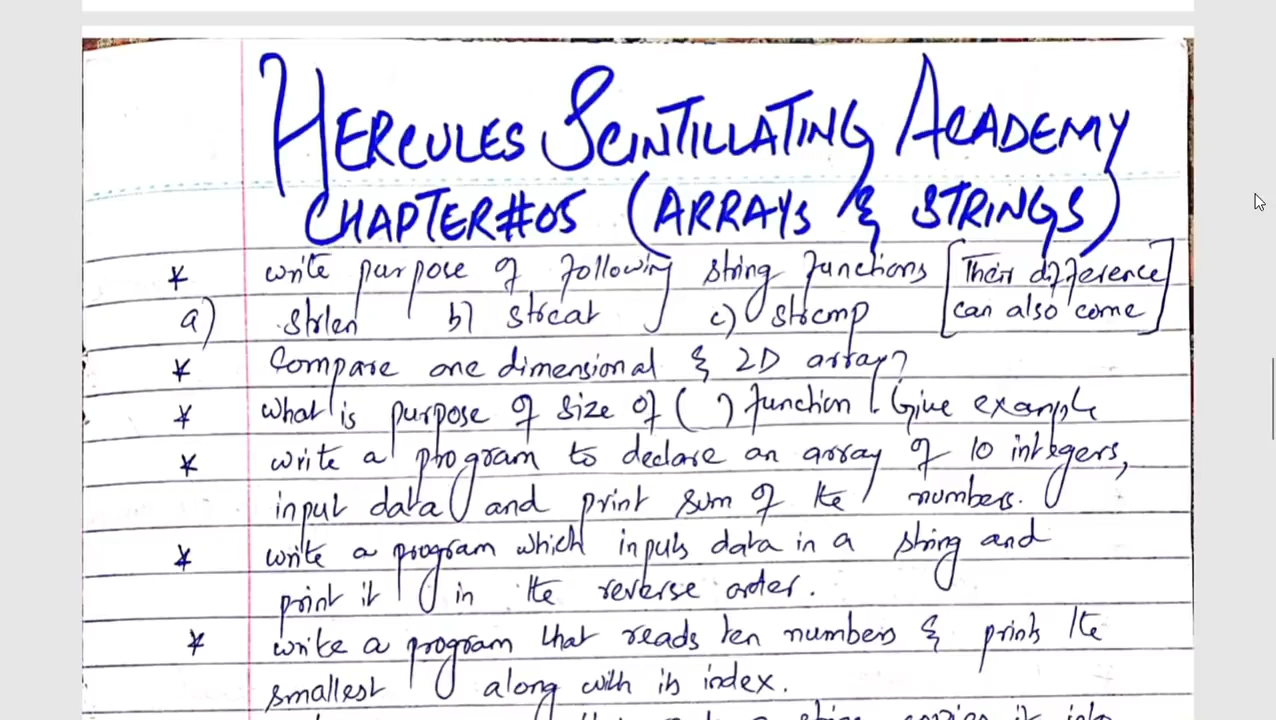 HERCULES SCINTILLATING ACADEMY
CHAPTER#05 (ARRAYS & STRINGS)
* write purpose of following string functions [Their difference
a) strlen b) strcat c) strcmp can also come]
* Compare one dimensional & 2D array?
* What is purpose of size of ( ) function. Give example
* write a program to declare an array of 10 integers,
input data and print sum of the numbers.
* write a program which inputs data in a string and
print it in the reverse order.
* write a program that reads ten numbers & prints the
smallest along with its index.
a string copies it into